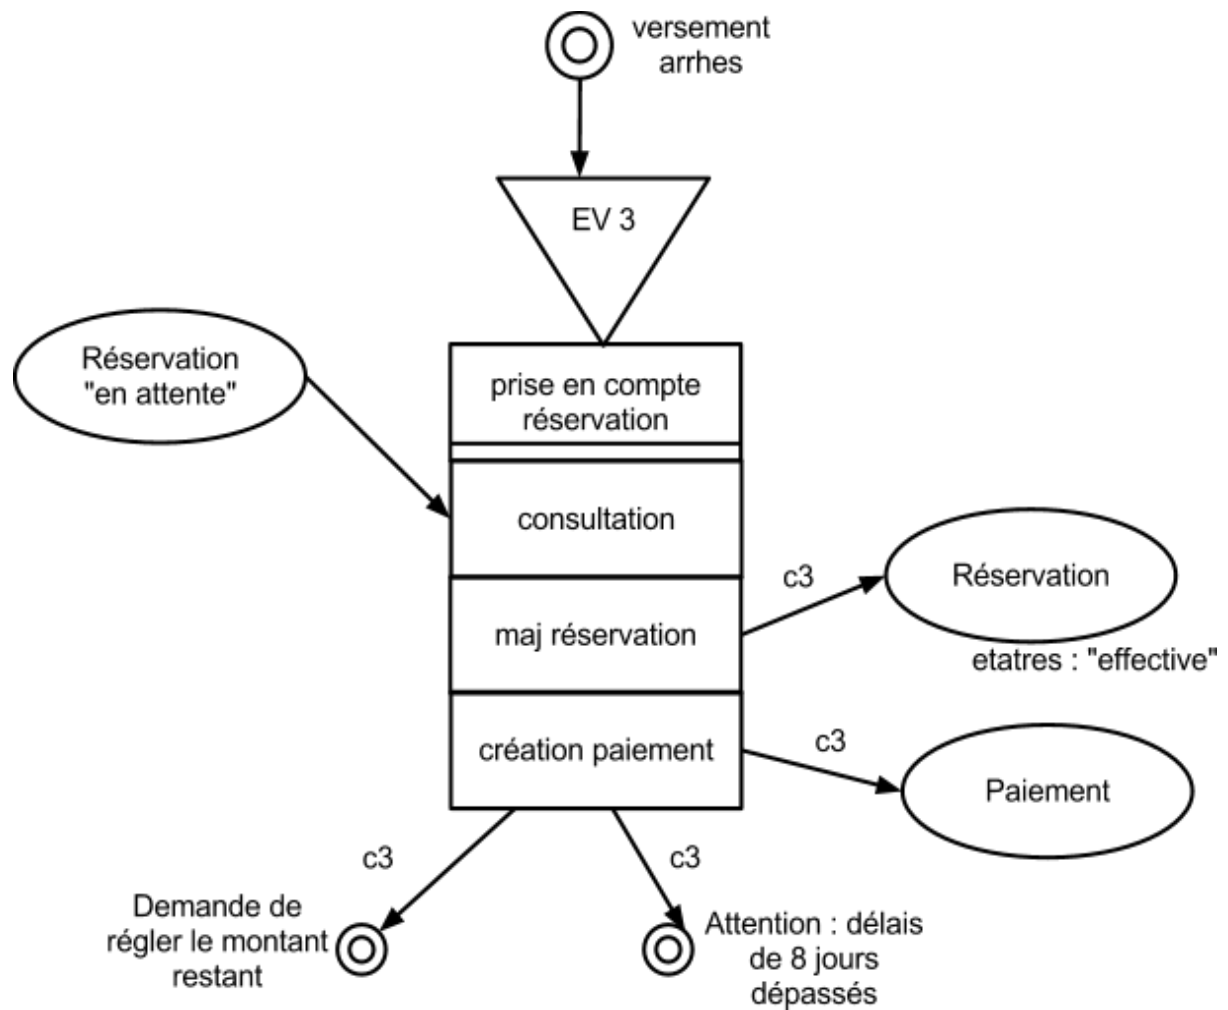 versement
arrhes
EV 3
Réservation
"en attente"
prise en compte
réservation
consultation
c3
Réservation
maj réservation
etatres : "effective"
c3
création paiement
Paiement
c3
c3
Demande de
régler le montant
restant
Attention : délais
de 8 jours
dépassés